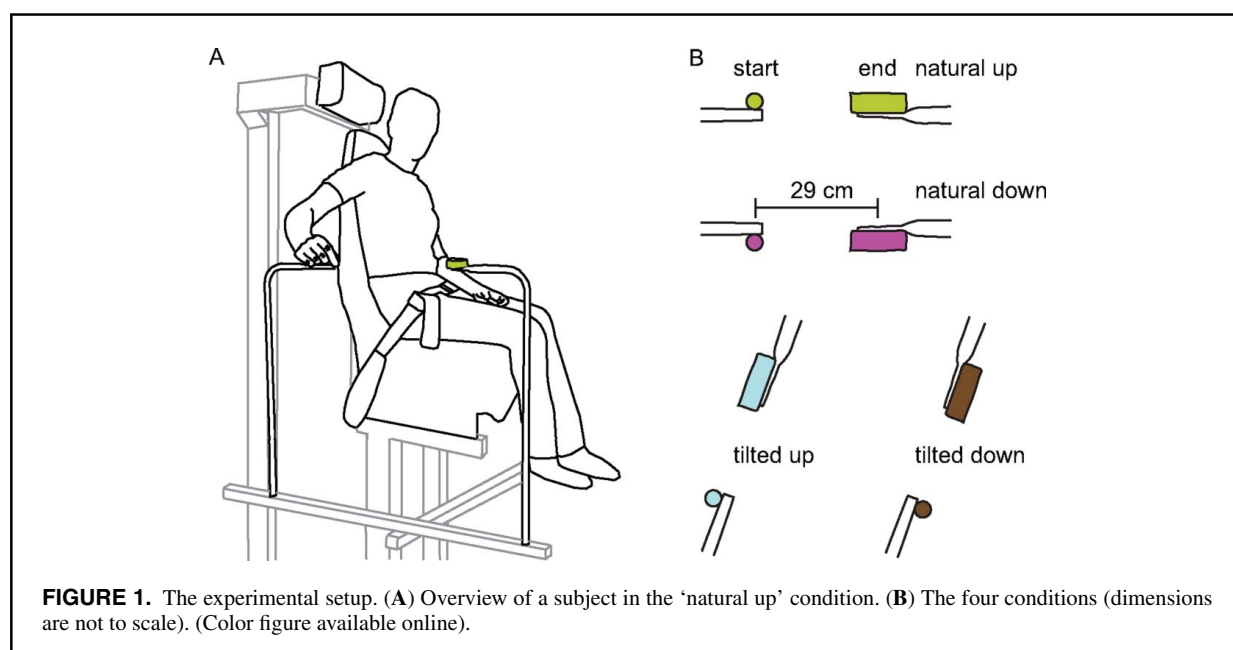 A
B
start end natural up
29 cm natural down
tilted up tilted down
FIGURE 1. The experimental setup. (A) Overview of a subject in the ‘natural up’ condition. (B) The four conditions (dimensions
are not to scale). (Color figure available online).